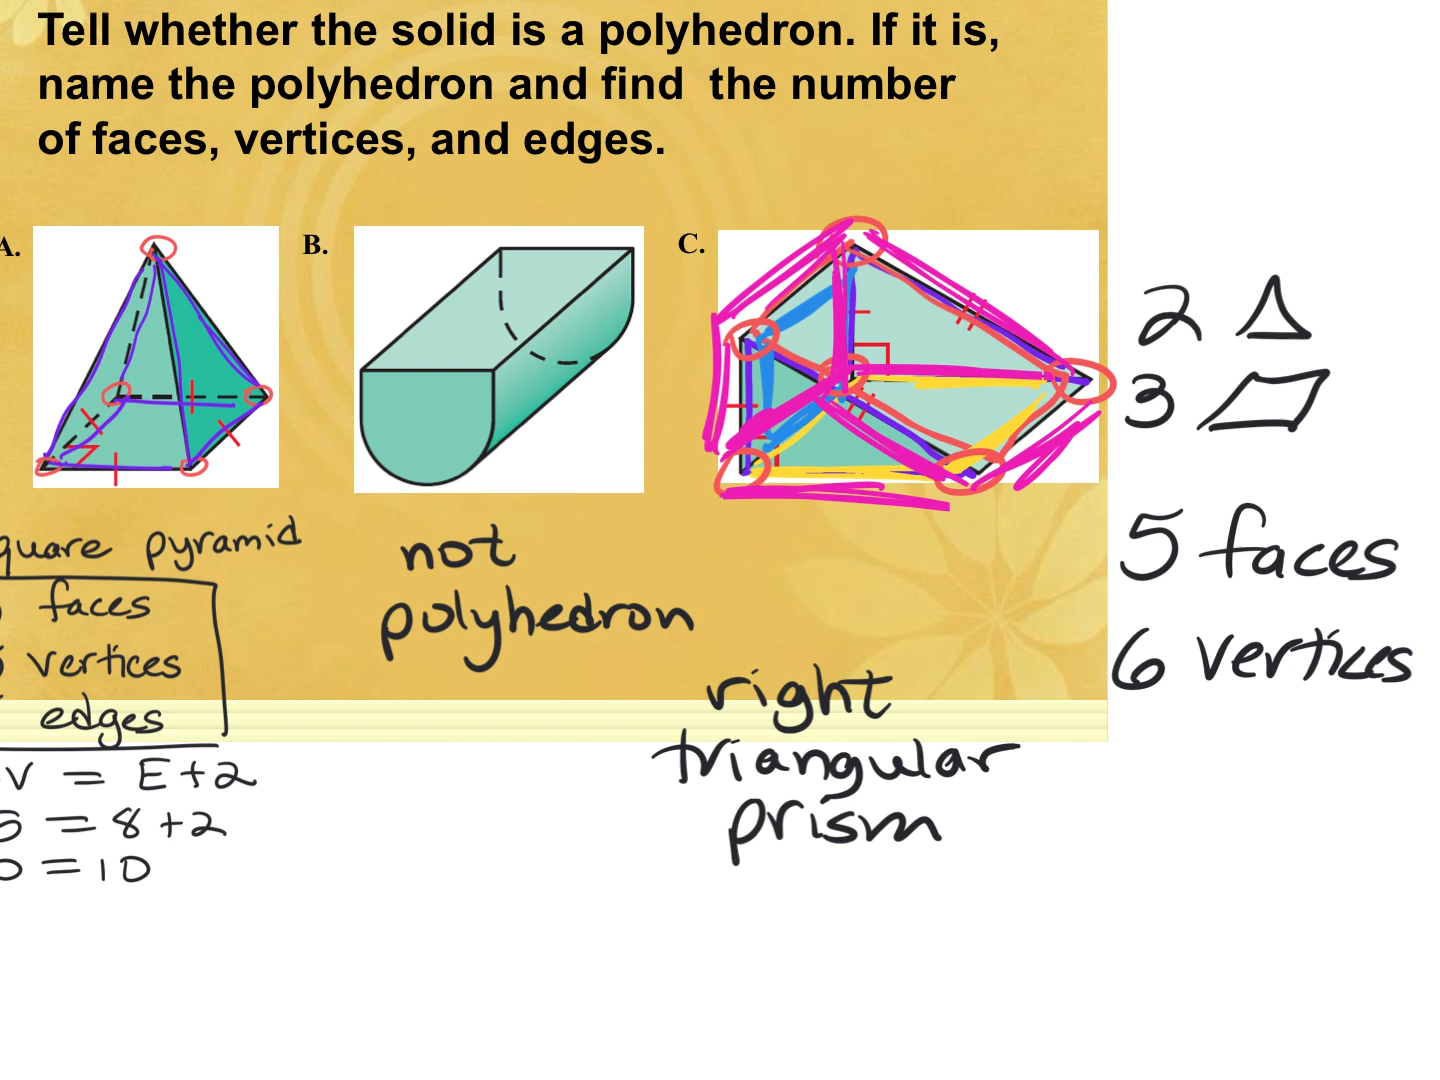 Tell whether the solid is a polyhedron. If it is,
name the polyhedron and find the number
of faces, vertices, and edges.
A.
B.
C.
2
3
quare pyramid
faces
vertices
edges
V = E+2
5 = 8+2
0 = 10
not
polyhedron
right
triangular
prism
5 faces
6 vertices